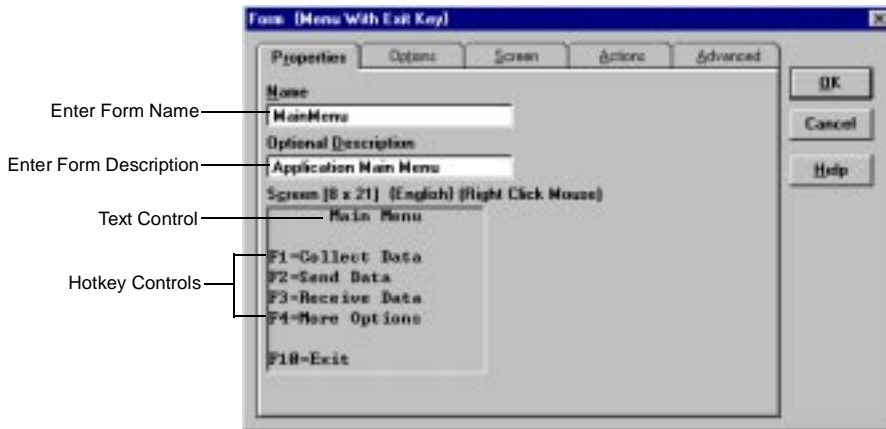 Form (Menu With Exit Key)
Properties Options Screen Actions Advanced
Name
MainMenu
Optional Description
Application Main Menu
Screen [8 x 21] (English) (Right Click Mouse)
Main Menu
F1=Collect Data
F2=Send Data
F3=Receive Data
F4=More Options
F10=Exit
OK
Cancel
Help
Enter Form Name
Enter Form Description
Text Control
Hotkey Controls